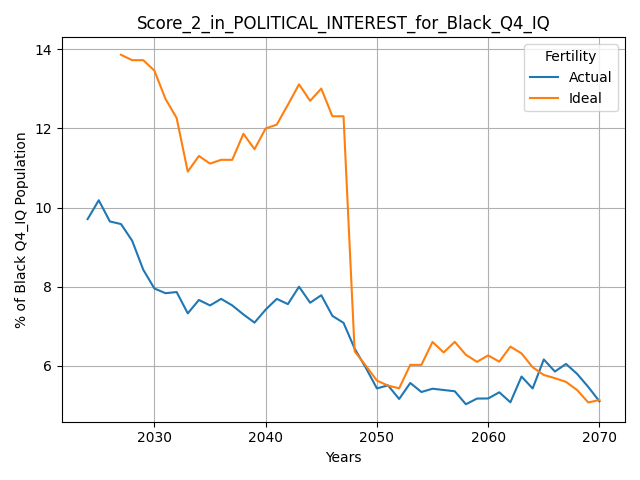 Score_2_in_POLITICAL_INTEREST_for_Black_Q4_IQ
Fertility
Actual
Ideal
% of Black Q4_IQ Population
14
12
10
8
6
2030 2040 2050 2060 2070
Years